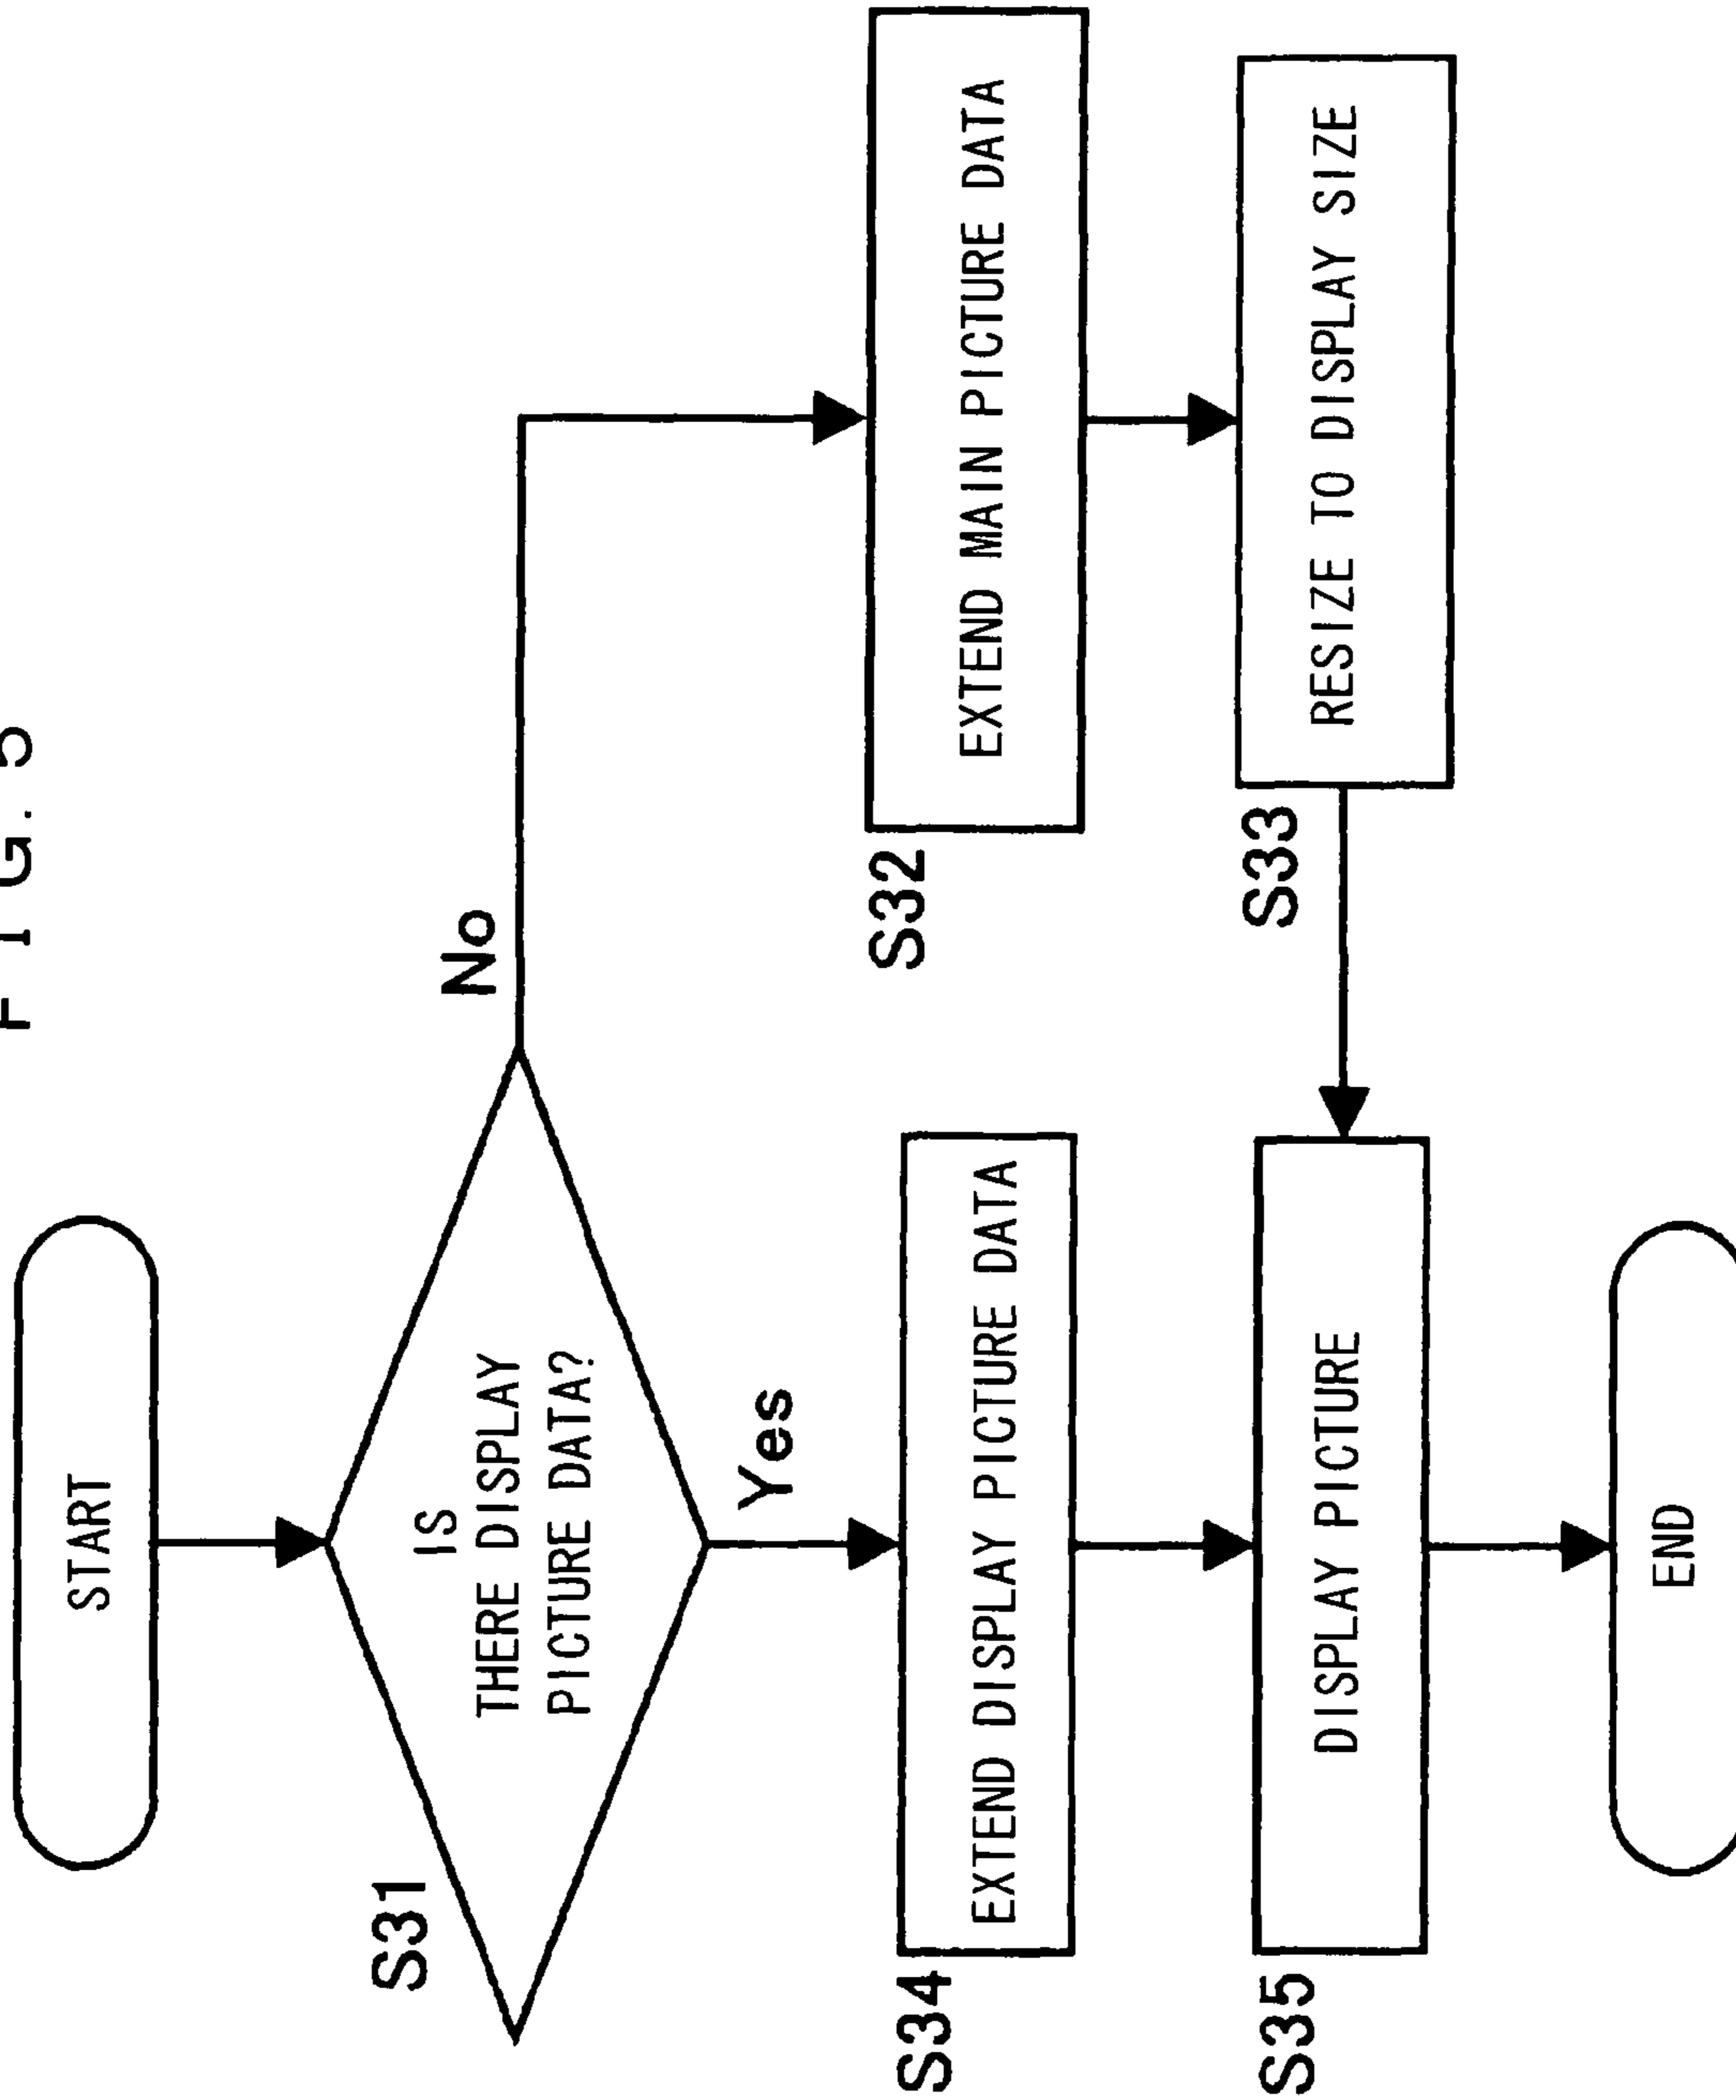 FIG. 5
START
S31
IS
THERE DISPLAY
PICTURE DATA?
No
Yes
S32
EXTEND MAIN PICTURE DATA
S34
EXTEND DISPLAY PICTURE DATA
S33
RESIZE TO DISPLAY SIZE
S35
DISPLAY PICTURE
END